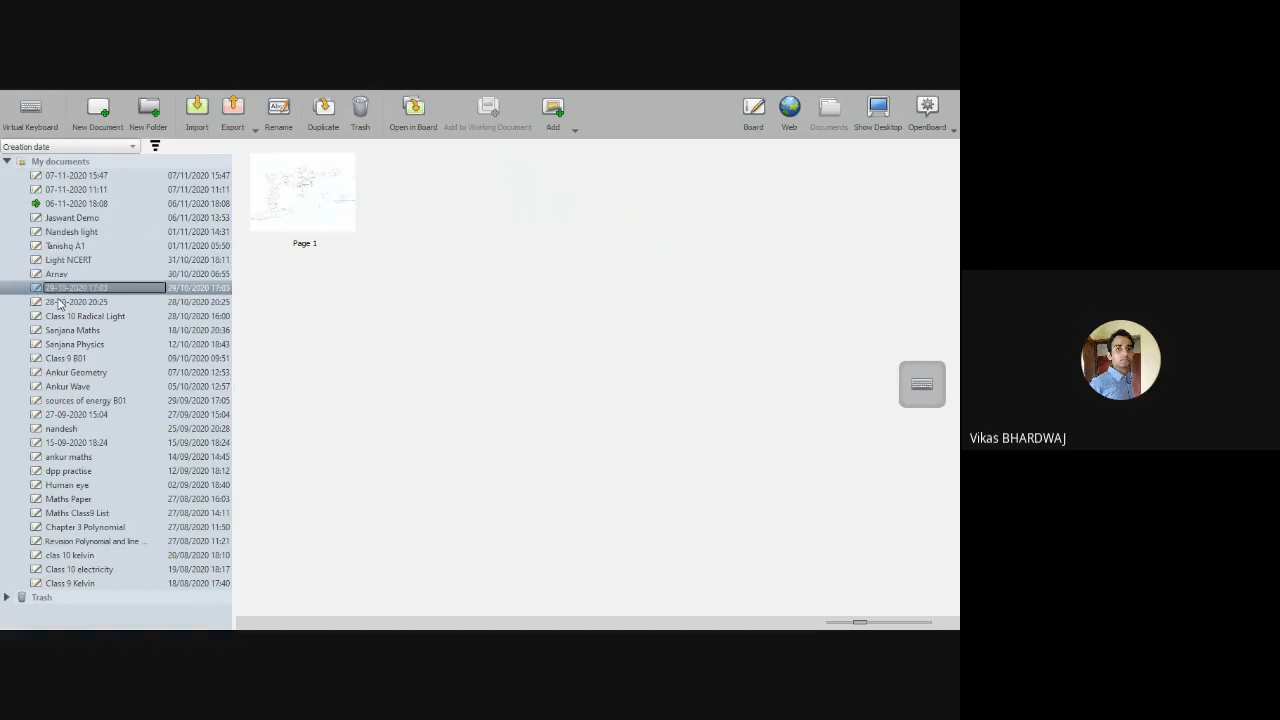 Virtual Keyboard New Document New Folder Import Export Rename Duplicate Trash Open in Board Add to Working Document Add Board Web Documents Show Desktop OpenBoard
Creation date
My documents
07-11-2020 15:47 07/11/2020 15:47
07-11-2020 11:11 07/11/2020 11:11
06-11-2020 18:08 06/11/2020 18:08
Jaswant Demo 06/11/2020 13:53
Nandesh light 01/11/2020 14:31
Tanishq A1 01/11/2020 05:50
Light NCERT 31/10/2020 18:11
Arnav 30/10/2020 06:55
29-10-2020 17:03 29/10/2020 17:03
28-10-2020 20:25 28/10/2020 20:25
Class 10 Radical Light 28/10/2020 16:00
Sanjana Maths 18/10/2020 20:36
Sanjana Physics 12/10/2020 18:43
Class 9 B01 09/10/2020 09:51
Ankur Geometry 07/10/2020 12:53
Ankur Wave 05/10/2020 12:57
sources of energy B01 29/09/2020 17:05
27-09-2020 15:04 27/09/2020 15:04
nandesh 25/09/2020 20:28
15-09-2020 18:24 15/09/2020 18:24
ankur maths 14/09/2020 14:45
dpp practise 12/09/2020 18:12
Human eye 02/09/2020 18:40
Maths Paper 27/08/2020 16:03
Maths Class9 List 27/08/2020 14:11
Chapter 3 Polynomial 27/08/2020 11:50
Revision Polynomial and line ... 27/08/2020 11:21
clas 10 kelvin 20/08/2020 18:10
Class 10 electricity 19/08/2020 18:17
Class 9 Kelvin 18/08/2020 17:40
Trash
Page 1
Vikas BHARDWAJ